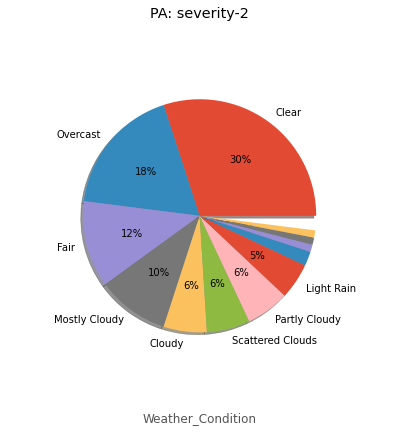 PA: severity-2
Clear
30%
Overcast
18%
Fair
12%
Mostly Cloudy
10%
Cloudy
6%
Scattered Clouds
6%
Partly Cloudy
6%
Light Rain
5%
Weather_Condition